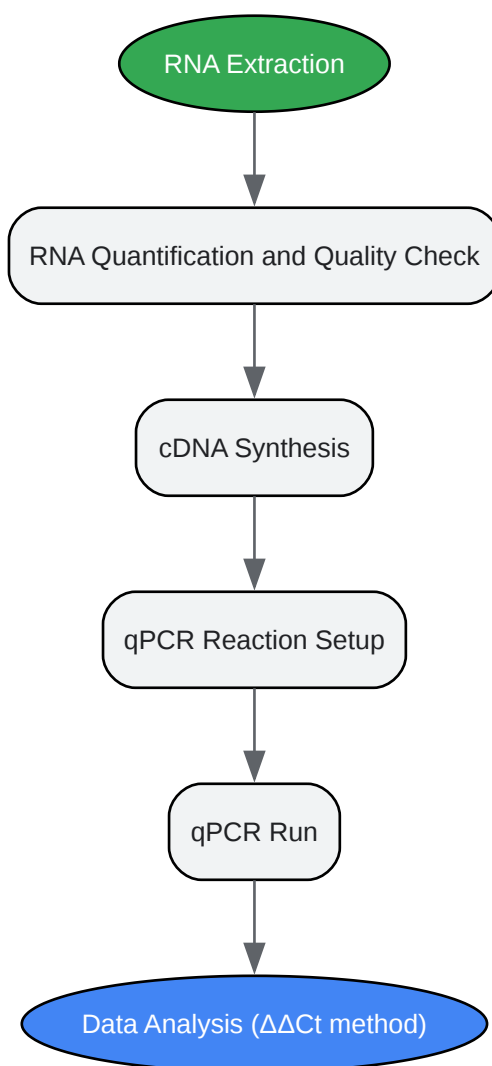 RNA Extraction
RNA Quantification and Quality Check
cDNA Synthesis
qPCR Reaction Setup
qPCR Run
Data Analysis (ΔΔCt method)